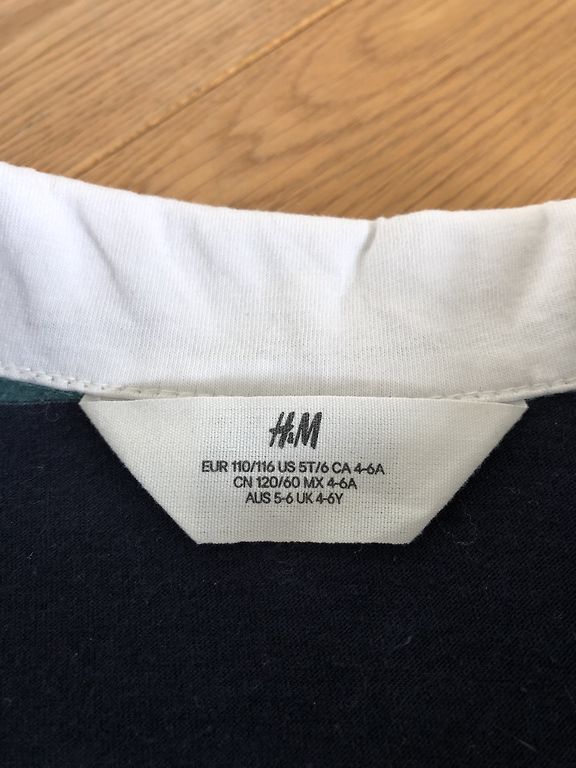 H&M
EUR 110/116 US 5T/6 CA 4-6A
CN 120/60 MX 4-6A
AUS 5-6 UK 4-6Y